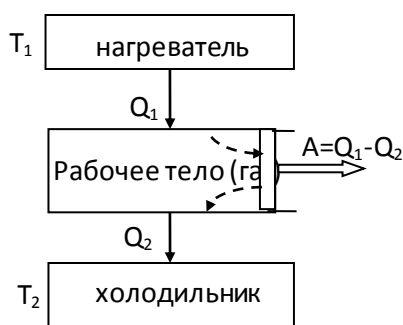 T₁
нагреватель
Q₁
A=Q₁-Q₂
Рабочее тело (га
Q₂
T₂
холодильник